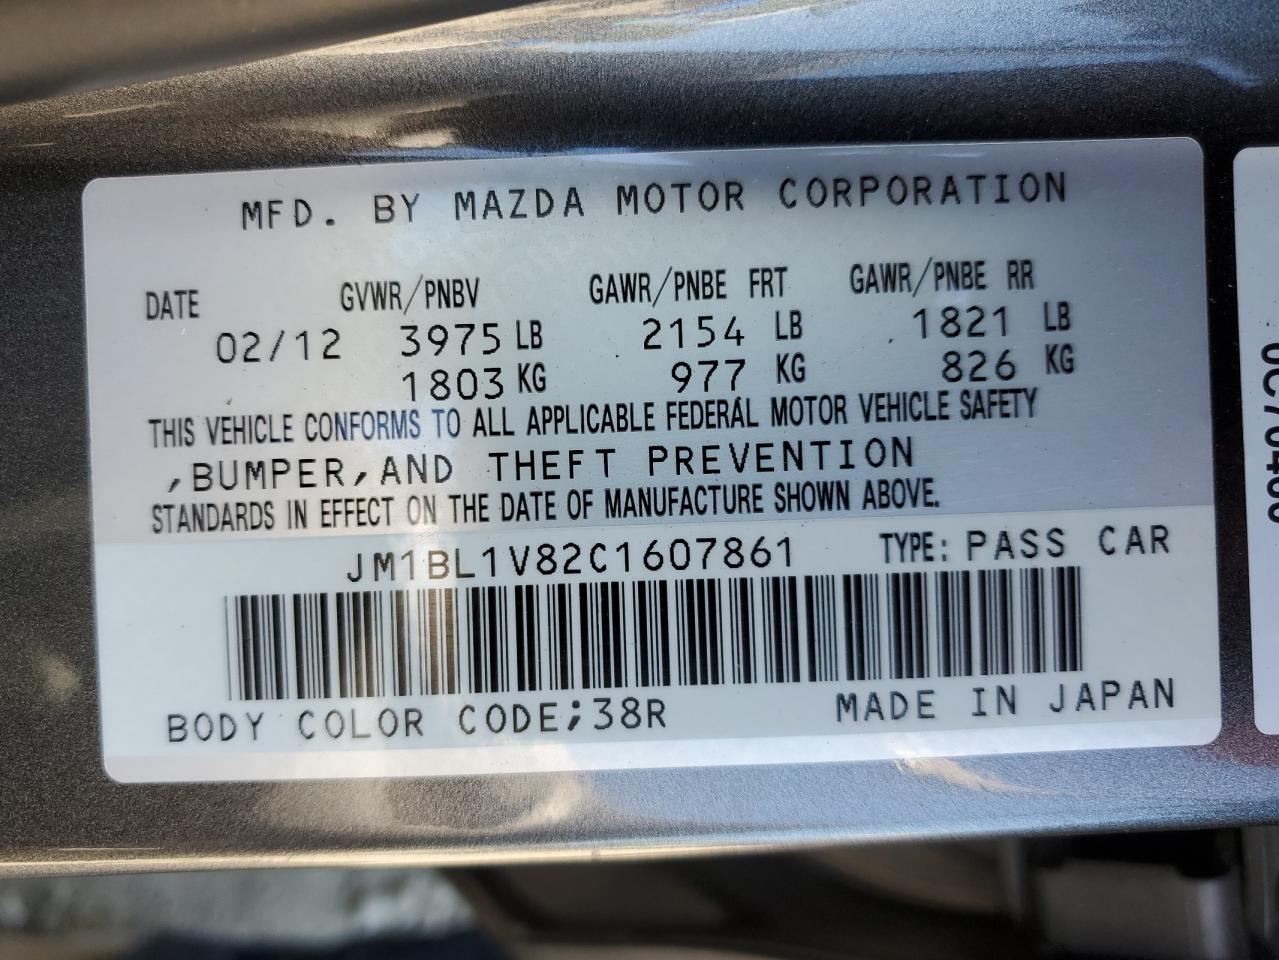 MFD. BY MAZDA MOTOR CORPORATION
DATE GVWR/PNBV GAWR/PNBE FRT GAWR/PNBE RR
02/12 3975 LB 2154 LB 1821 LB
1803 KG 977 KG 826 KG
THIS VEHICLE CONFORMS TO ALL APPLICABLE FEDERAL MOTOR VEHICLE SAFETY
,BUMPER,AND THEFT PREVENTION
STANDARDS IN EFFECT ON THE DATE OF MANUFACTURE SHOWN ABOVE.
JM1BL1V82C1607861 TYPE: PASS CAR
BODY COLOR CODE;38R MADE IN JAPAN